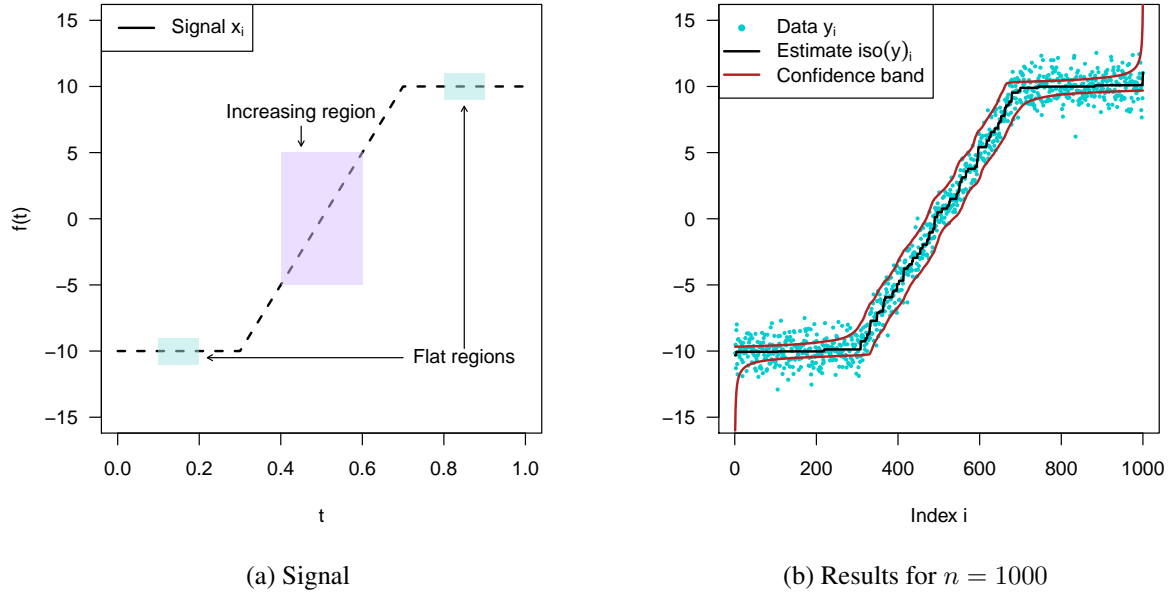 Signal xᵢ
Increasing region
Flat regions
f(t)
15
10
5
0
−5
−10
−15
0.0 0.2 0.4 0.6 0.8 1.0
t
(a) Signal
Data yᵢ
Estimate iso(y)ᵢ
Confidence band
15
10
5
0
−5
−10
−15
0 200 400 600 800 1000
Index i
(b) Results for n = 1000